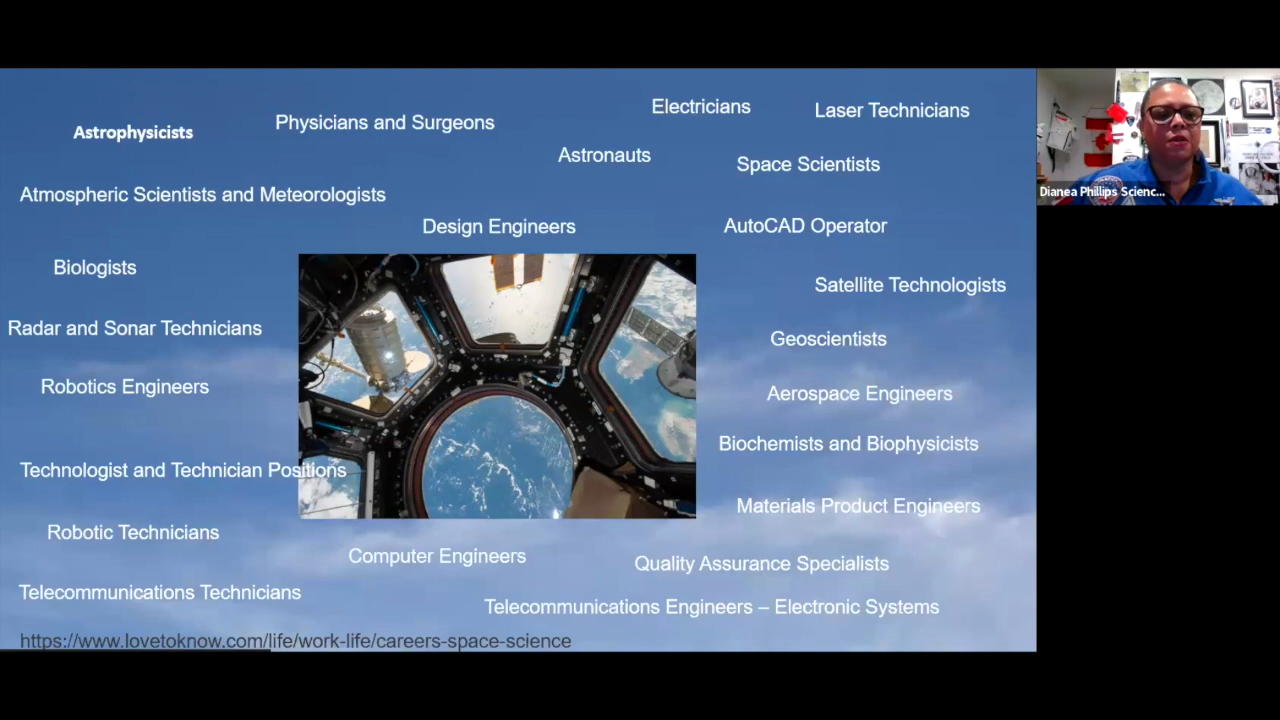 Electricians
Laser Technicians
Physicians and Surgeons
Astrophysicists
Astronauts
Space Scientists
Atmospheric Scientists and Meteorologists
Design Engineers
AutoCAD Operator
Biologists
Satellite Technologists
Radar and Sonar Technicians
Geoscientists
Robotics Engineers
Aerospace Engineers
Biochemists and Biophysicists
Technologist and Technician Positions
Materials Product Engineers
Robotic Technicians
Computer Engineers
Quality Assurance Specialists
Telecommunications Technicians
Telecommunications Engineers – Electronic Systems
https://www.lovetoknow.com/life/work-life/careers-space-science
Dianea Phillips Scienc...